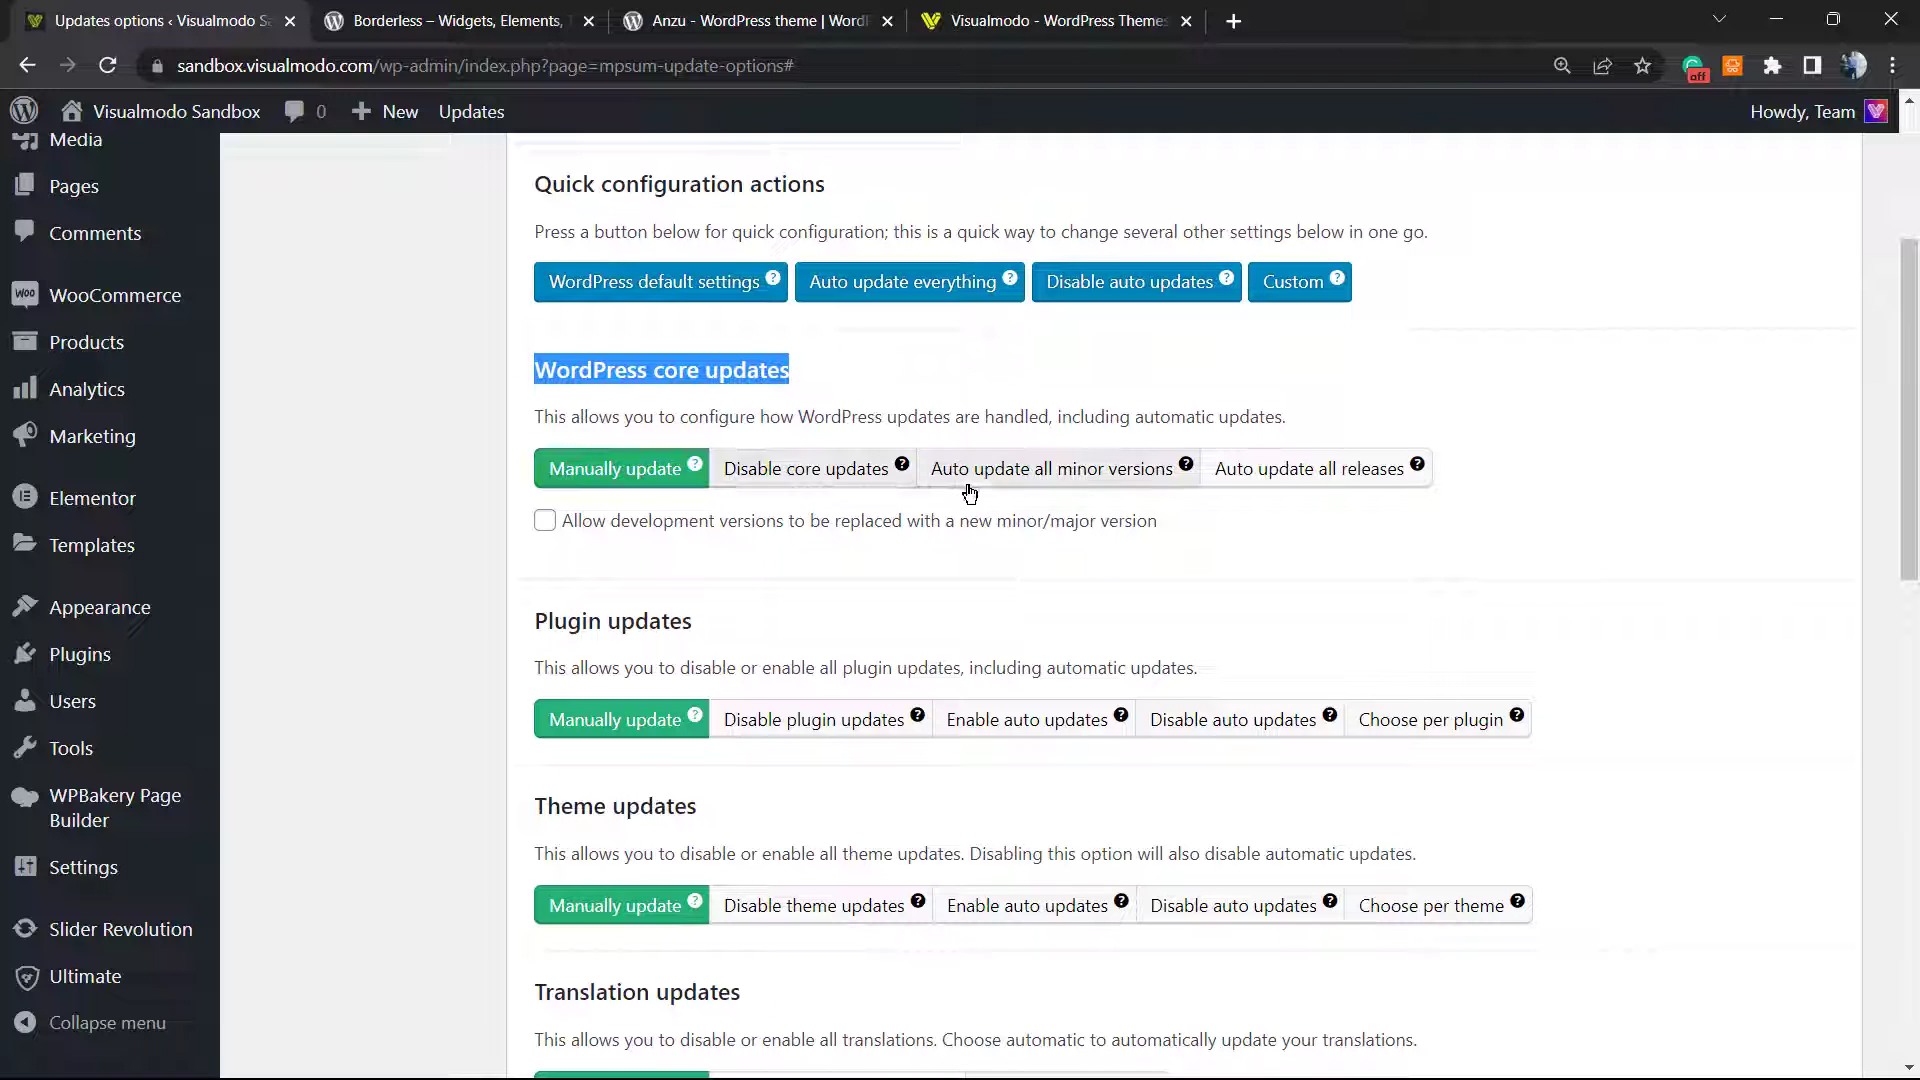 Updates options ‹ Visualmodo S
Borderless – Widgets, Elements,
Anzu - WordPress theme | Word
Visualmodo - WordPress Themes
sandbox.visualmodo.com/wp-admin/index.php?page=mpsum-update-options#
off
Visualmodo Sandbox
0
New
Updates
Howdy, Team
Media
Pages
Comments
WooCommerce
Products
Analytics
Marketing
Elementor
Templates
Appearance
Plugins
Users
Tools
WPBakery Page
Builder
Settings
Slider Revolution
Ultimate
Collapse menu
Quick configuration actions
Press a button below for quick configuration; this is a quick way to change several other settings below in one go.
WordPress default settings ? Auto update everything ? Disable auto updates ? Custom ?
WordPress core updates
This allows you to configure how WordPress updates are handled, including automatic updates.
Manually update ? Disable core updates ? Auto update all minor versions ? Auto update all releases ?
Allow development versions to be replaced with a new minor/major version
Plugin updates
This allows you to disable or enable all plugin updates, including automatic updates.
Manually update ? Disable plugin updates ? Enable auto updates ? Disable auto updates ? Choose per plugin ?
Theme updates
This allows you to disable or enable all theme updates. Disabling this option will also disable automatic updates.
Manually update ? Disable theme updates ? Enable auto updates ? Disable auto updates ? Choose per theme ?
Translation updates
This allows you to disable or enable all translations. Choose automatic to automatically update your translations.